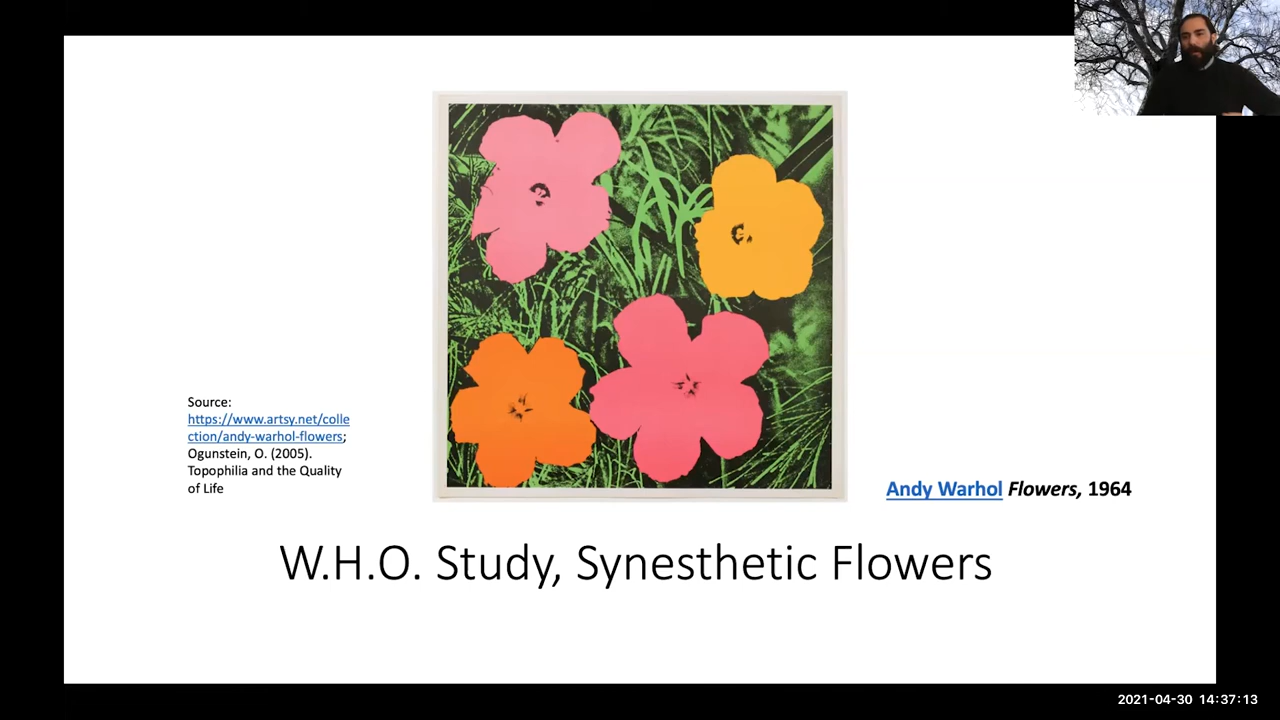 Source:
https://www.artsy.net/colle
ction/andy-warhol-flowers;
Ogunstein, O. (2005).
Topophilia and the Quality
of Life
Andy Warhol Flowers, 1964
W.H.O. Study, Synesthetic Flowers
2021-04-30 14:37:13